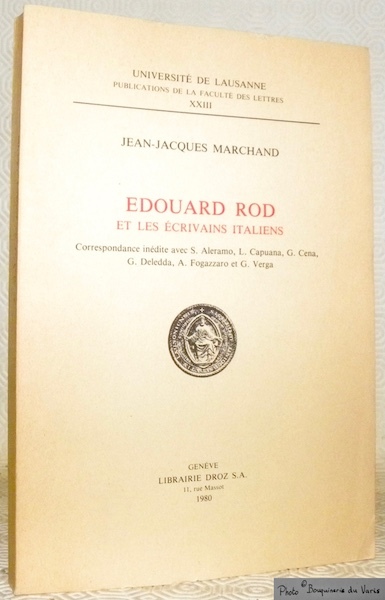 UNIVERSITÉ DE LAUSANNE
PUBLICATIONS DE LA FACULTÉ DES LETTRES
XXIII
JEAN-JACQUES MARCHAND
EDOUARD ROD
ET LES ÉCRIVAINS ITALIENS
Correspondance inédite avec S. Aleramo, L. Capuana, G. Cena,
G. Deledda, A. Fogazzaro et G. Verga
GENÈVE
LIBRAIRIE DROZ S.A.
11, rue Massot
1980
Photo © Bouquinerie du Varis